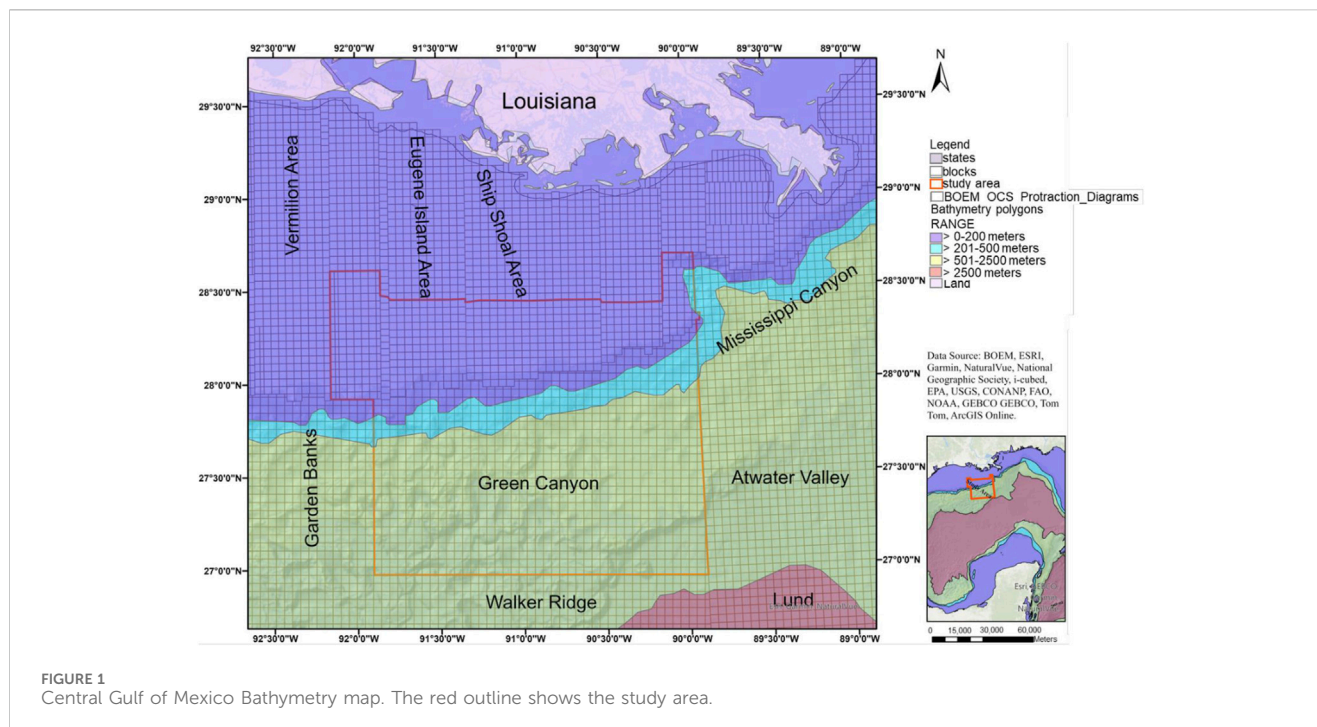 92°30'0"W 92°0'0"W 91°30'0"W 91°0'0"W 90°30'0"W 90°0'0"W 89°30'0"W 89°0'0"W
N
29°30'0"N
29°30'0"N
Louisiana
Vermilion Area
Eugene Island Area
Ship Shoal Area
29°0'0"N
29°0'0"N
28°30'0"N
28°30'0"N
Mississippi Canyon
28°0'0"N
28°0'0"N
Garden Banks
27°30'0"N
27°30'0"N
Green Canyon
Atwater Valley
27°0'0"N
27°0'0"N
Walker Ridge
Lund
92°30'0"W 92°0'0"W 91°30'0"W 91°0'0"W 90°30'0"W 90°0'0"W 89°30'0"W 89°0'0"W
Legend
states
blocks
study area
BOEM OCS Protraction_Diagrams
Bathymetry polygons
RANGE
> 0-200 meters
> 201-500 meters
> 501-2500 meters
> 2500 meters
Land
Data Source: BOEM, ESRI,
Garmin, NaturalVue, National
Geographic Society, i-cubed,
EPA, USGS, CONANP, FAO,
NOAA, GEBCO GEBCO, Tom
Tom, ArcGIS Online.
0 15,000 30,000 60,000
Meters
FIGURE 1
Central Gulf of Mexico Bathymetry map. The red outline shows the study area.